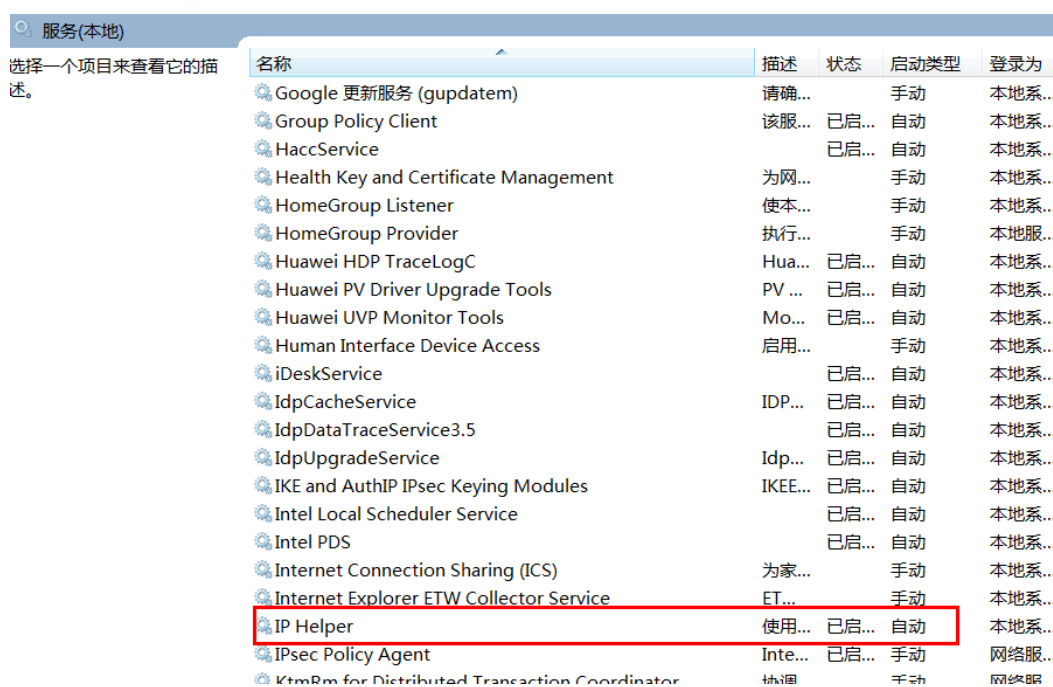 服务(本地)
选择一个项目来查看它的描
述。
名称 描述 状态 启动类型 登录为
Google 更新服务 (gupdatem) 请确... 手动 本地系...
Group Policy Client 该服... 已启... 自动 本地系...
HaccService 已启... 自动 本地系...
Health Key and Certificate Management 为网... 手动 本地系...
HomeGroup Listener 使本... 手动 本地系...
HomeGroup Provider 执行... 手动 本地服...
Huawei HDP TraceLogC Hua... 已启... 自动 本地系...
Huawei PV Driver Upgrade Tools PV ... 已启... 自动 本地系...
Huawei UVP Monitor Tools Mo... 已启... 自动 本地系...
Human Interface Device Access 启用... 手动 本地系...
iDeskService 已启... 自动 本地系...
IdpCacheService IDP... 已启... 自动 本地系...
IdpDataTraceService3.5 已启... 自动 本地系...
IdpUpgradeService Idp... 已启... 自动 本地系...
IKE and AuthIP IPsec Keying Modules IKEE... 已启... 自动 本地系...
Intel Local Scheduler Service 已启... 自动 本地系...
Intel PDS 已启... 自动 本地系...
Internet Connection Sharing (ICS) 为家... 手动 本地系...
Internet Explorer ETW Collector Service ET... 手动 本地系...
IP Helper 使用... 已启... 自动 本地系...
IPsec Policy Agent Inte... 已启... 手动 网络服...
KtmRm for Distributed Transaction Coordinator 协调... 手动 网络服...